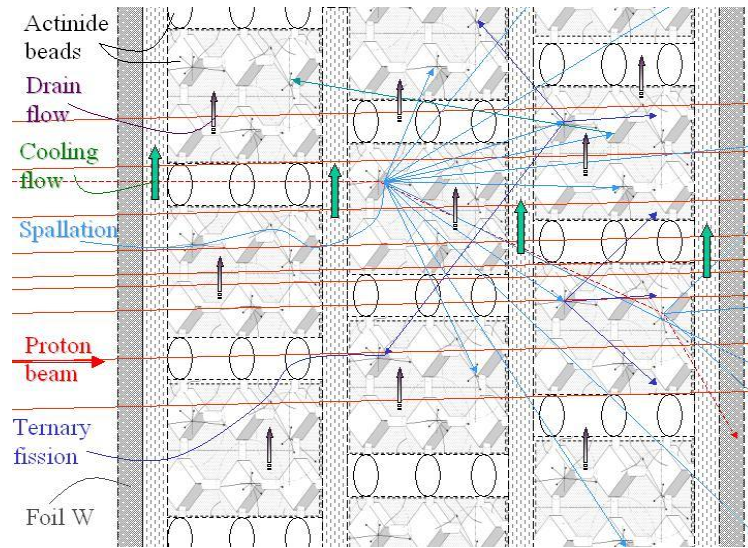 Actinide
beads
Drain
flow
Cooling
flow
Spallation
Proton
beam
Ternary
fission
Foil W